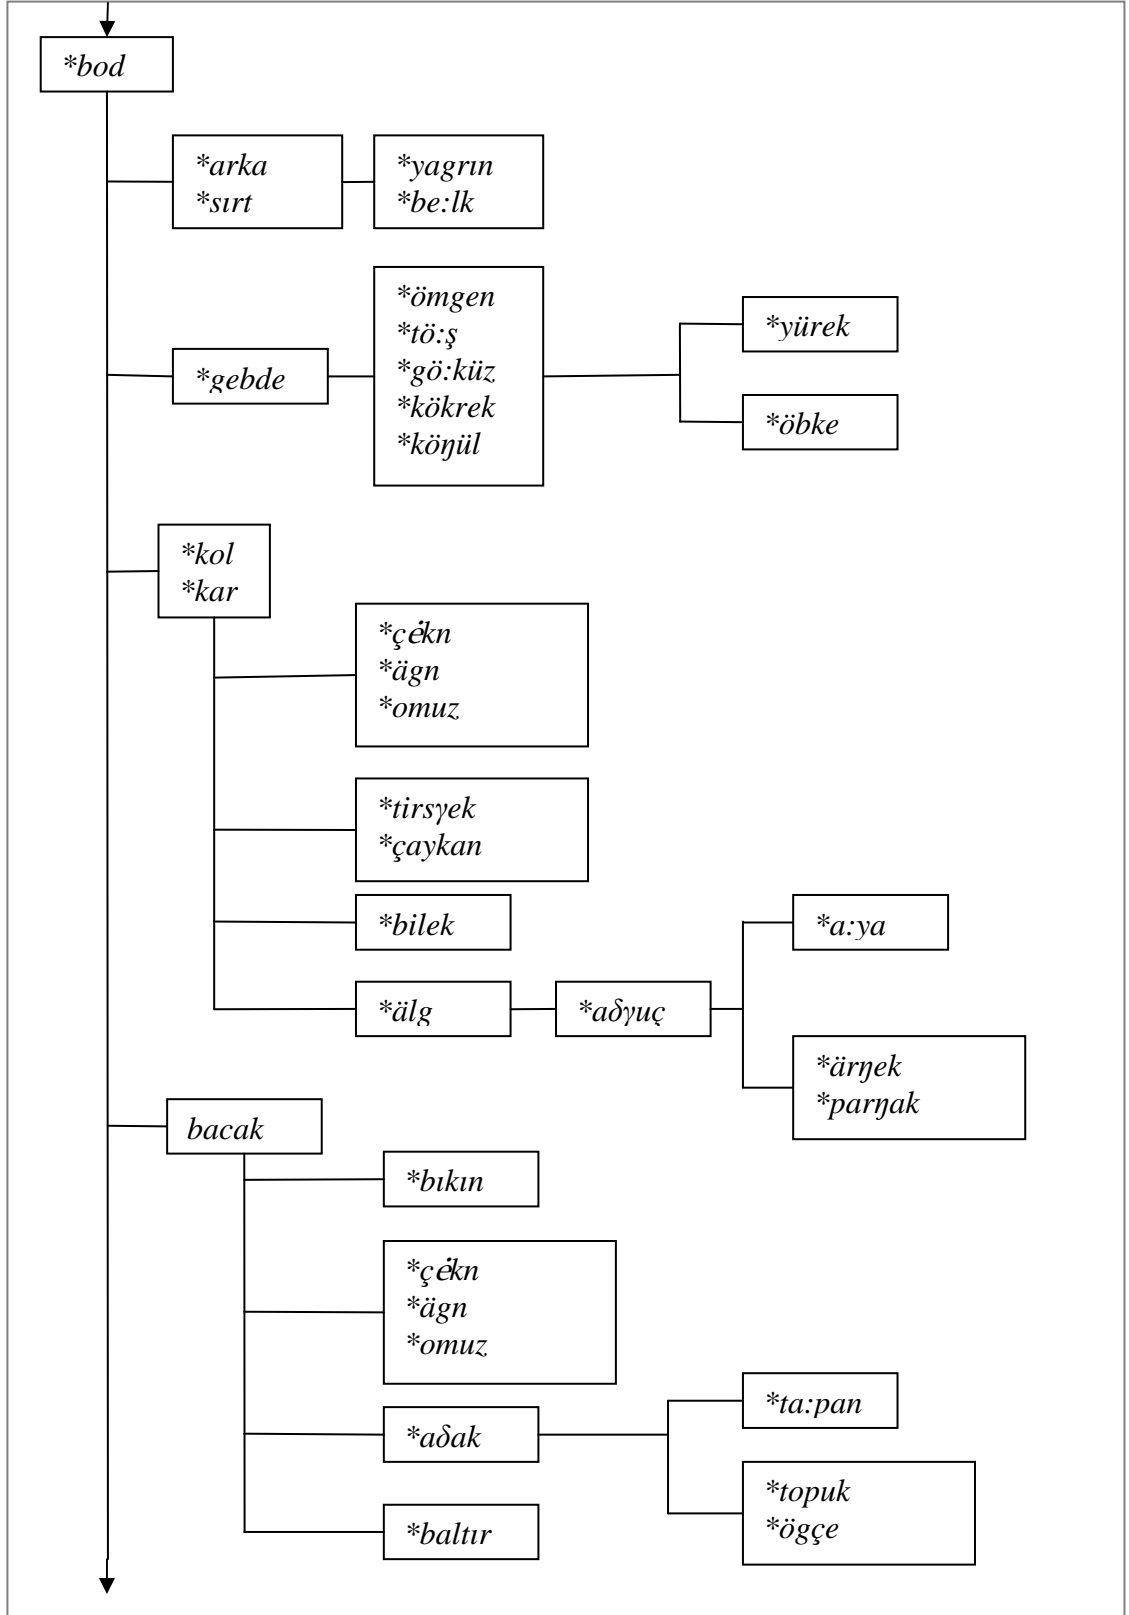 *bod
*arka
*sırt
*yagrın
*be:lk
*gebde
*ömgen
*tö:ş
*gö:küz
*kökrek
*köŋül
*yürek
*öbke
*kol
*kar
*çėkn
*ägn
*omuz
*tirsγek
*çaykan
*bilek
*älg
*aδγuç
*a:ya
*ärŋek
*parŋak
bacak
*bıkın
*çėkn
*ägn
*omuz
*aδak
*ta:pan
*topuk
*ögçe
*baltır